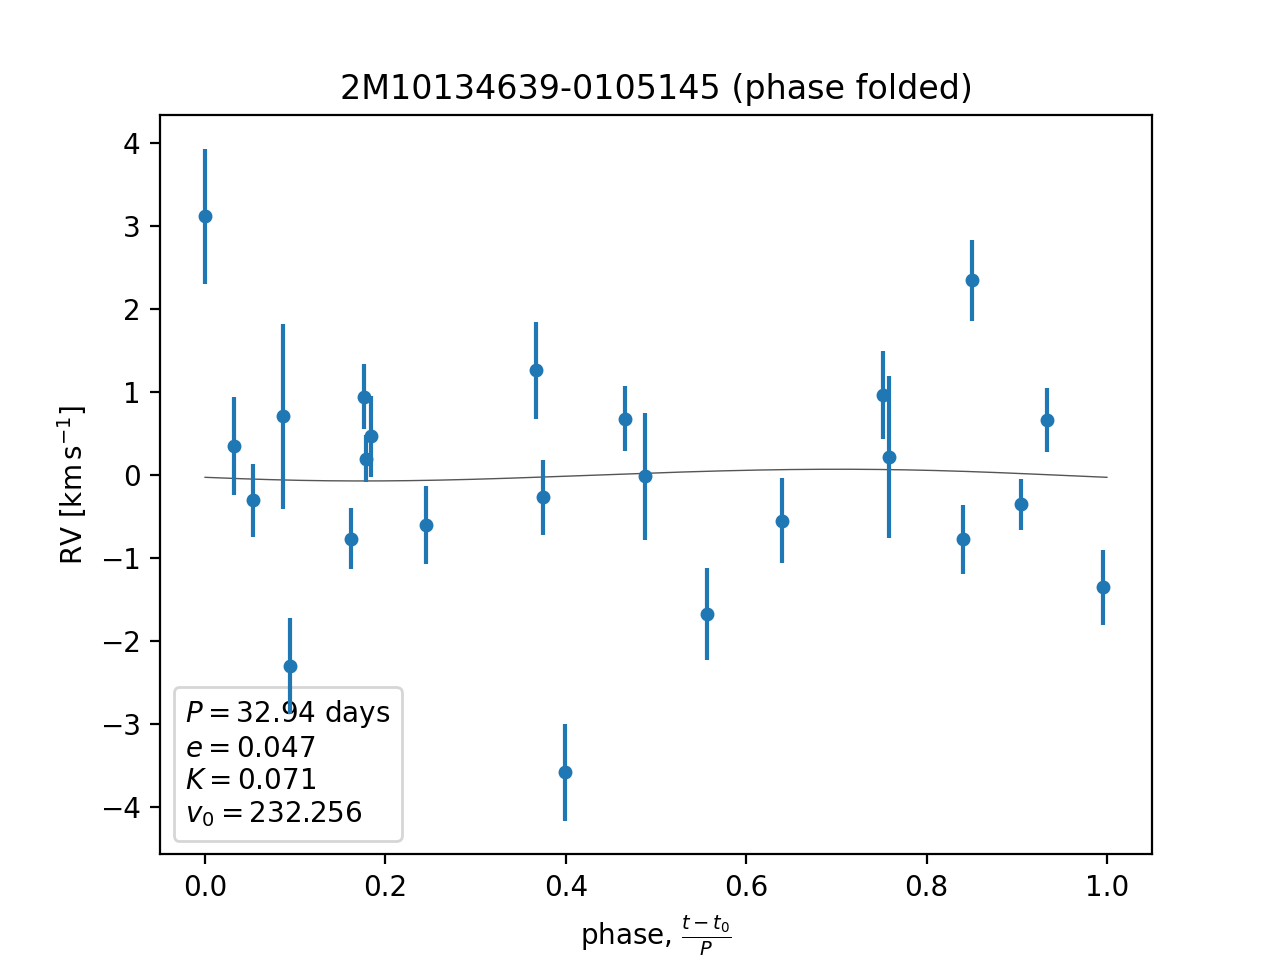 2M10134639-0105145 (phase folded)
RV [km s⁻¹]
4
3
2
1
0
−1
−2
−3
−4
P = 32.94 days
e = 0.047
K = 0.071
v₀ = 232.256
0.0 0.2 0.4 0.6 0.8 1.0
phase, (t − t₀)/P